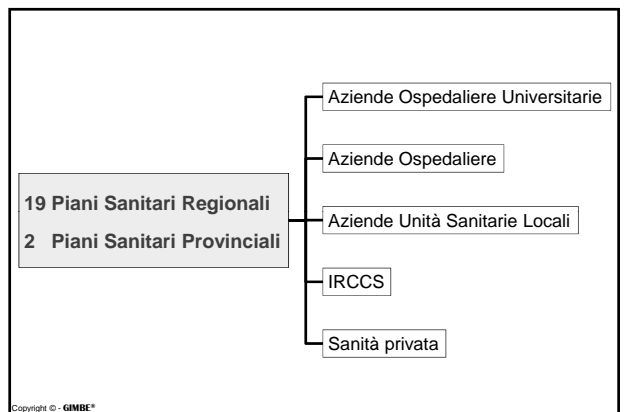 Aziende Ospedaliere Universitarie
Aziende Ospedaliere
19 Piani Sanitari Regionali
2 Piani Sanitari Provinciali
Aziende Unità Sanitarie Locali
IRCCS
Sanità privata
Copyright © - GIMBE®